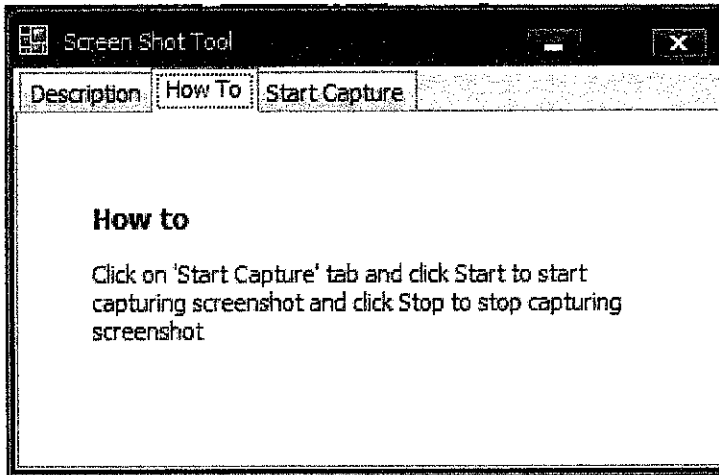 Screen Shot Tool
Description How To Start Capture
How to
Click on 'Start Capture' tab and click Start to start
capturing screenshot and click Stop to stop capturing
screenshot